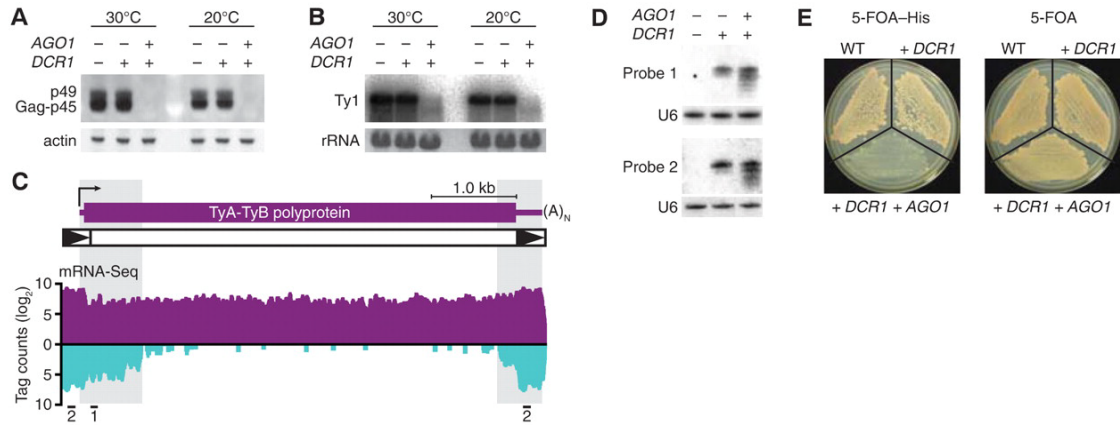 A
30°C 20°C
AGO1 – – + – – +
DCR1 – + + – + +
p49
Gag-p45
actin
B
30°C 20°C
AGO1 – – + – – +
DCR1 – + + – + +
Ty1
rRNA
C
1.0 kb
TyA-TyB polyprotein
(A)N
mRNA-Seq
Tag counts (log2)
10
5
0
5
10
2 1 2
D
AGO1 +
DCR1 – + +
Probe 1
U6
Probe 2
U6
E
5-FOA–His 5-FOA
WT + DCR1 WT + DCR1
+ DCR1 + AGO1 + DCR1 + AGO1